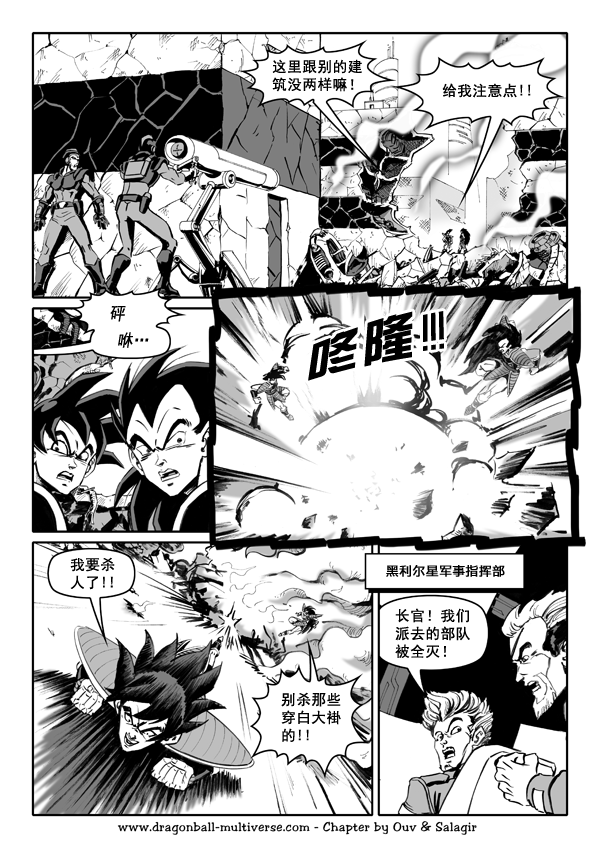 这里跟别的建
筑没两样嘛!
给我注意点!!
砰
咻…
咚隆!!!
我要杀
人了!!
别杀那些
穿白大褂
的!!
黑利尔星军事指挥部
长官!我们
派去的部队
被全灭!
www.dragonball-multiverse.com - Chapter by Ouv & Salagir